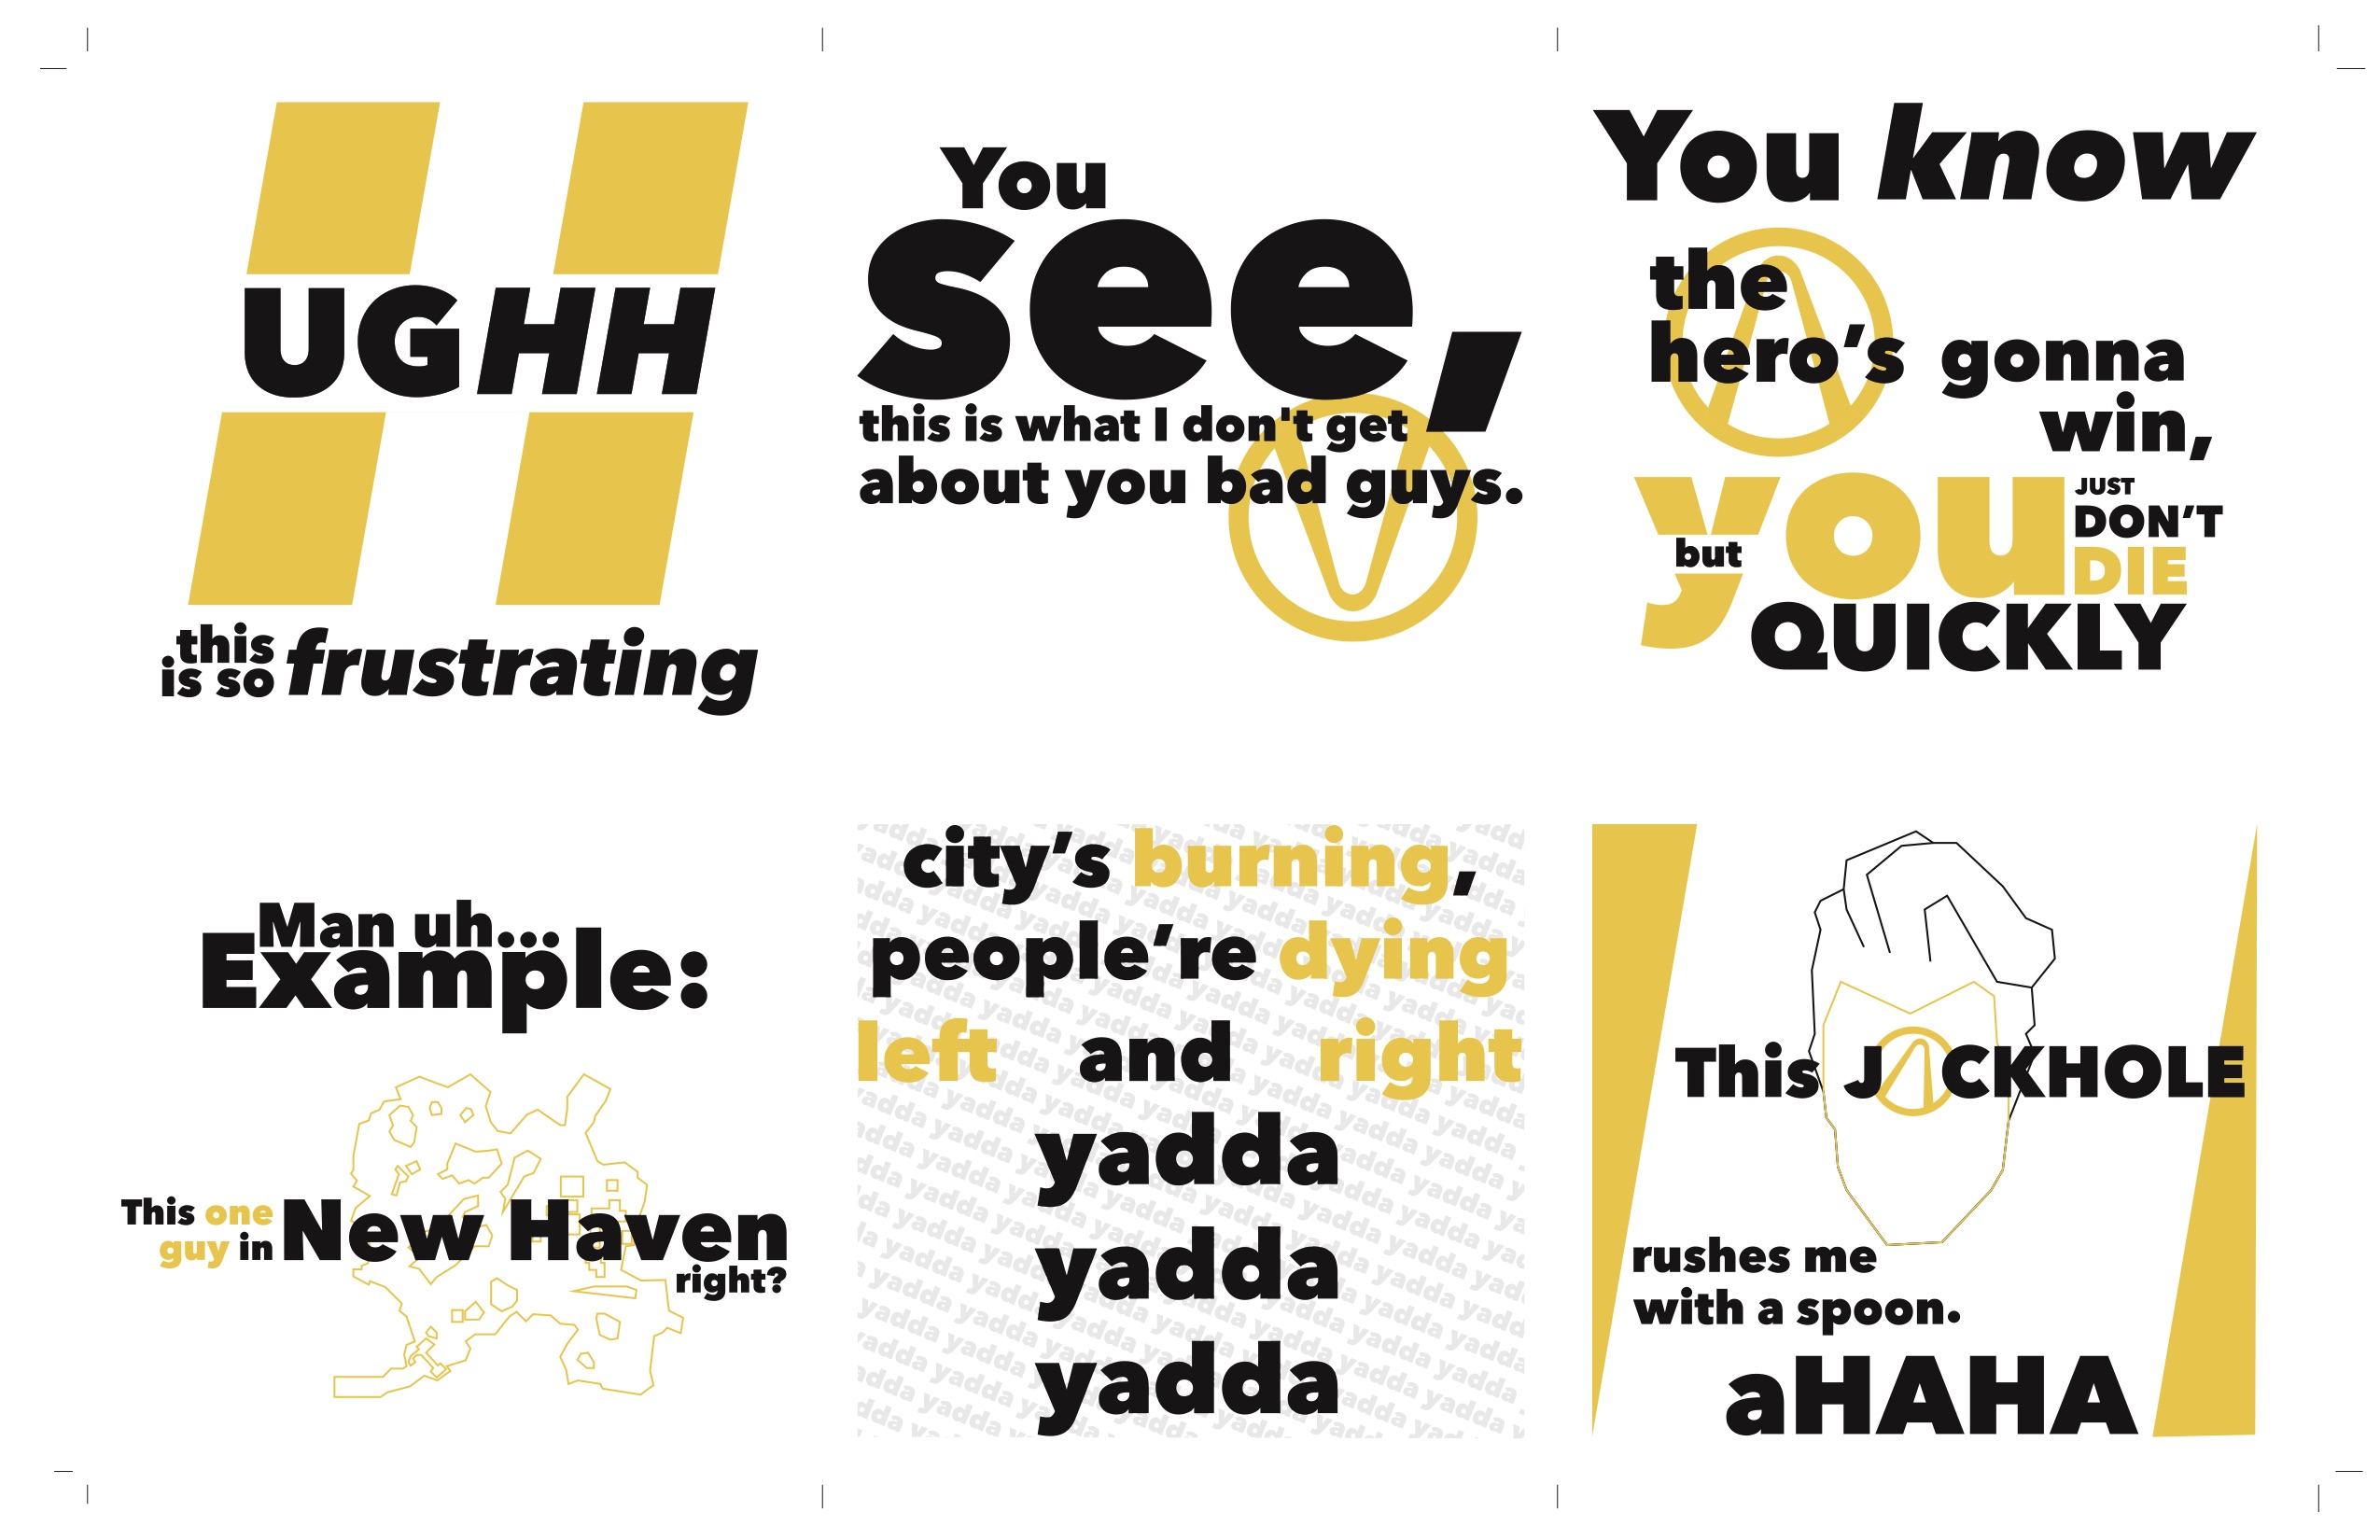 UGHH
this
is so frustrating
You
see,
this is what I don't get
about you bad guys.
You know
the
hero's gonna
win,
but you JUST
DON'T
DIE
QUICKLY
Man uh...
Example:
This one
guy in New Haven
right?
city's burning,
people're dying
left and right
yadda
yadda
yadda
This JACKHOLE
rushes me
with a spoon.
aHAHA